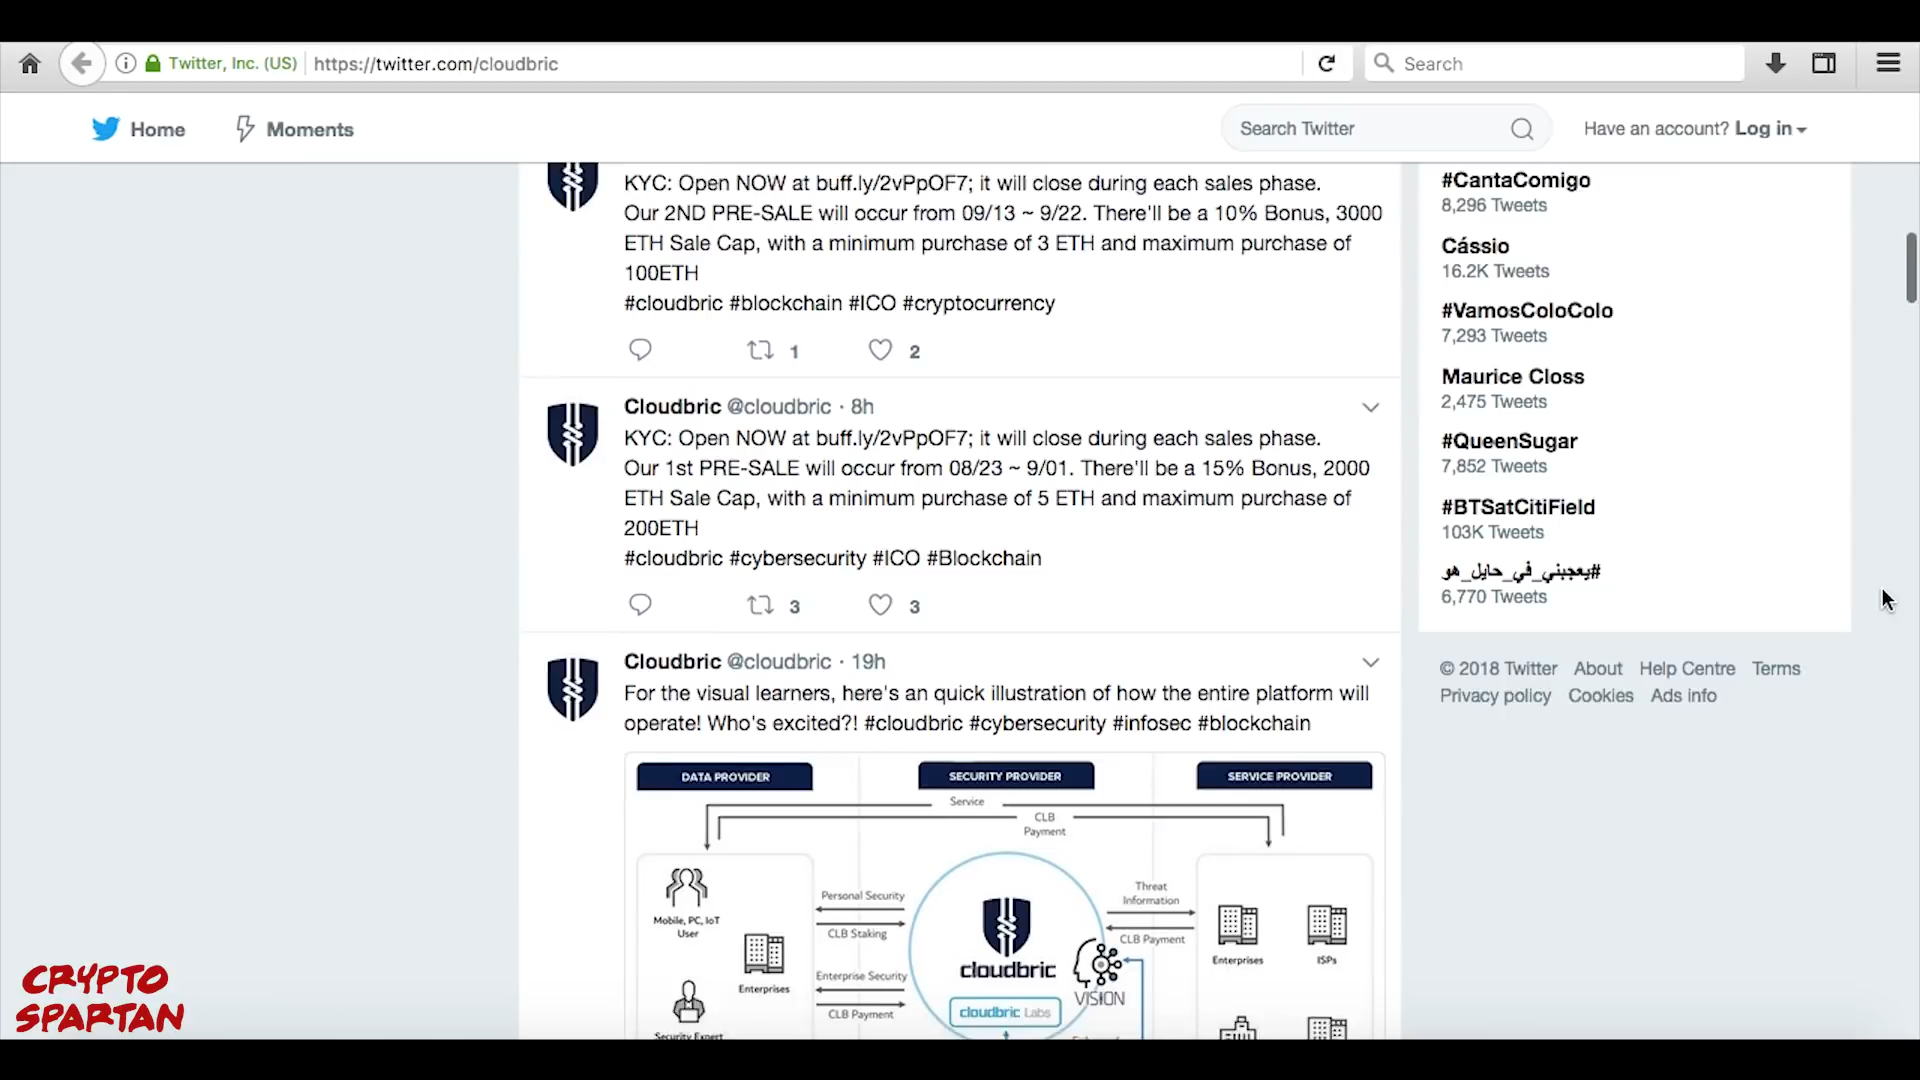 Twitter, Inc. (US)
https://twitter.com/cloudbric
Search
Home
Moments
Search Twitter
Have an account? Log in
KYC: Open NOW at buff.ly/2vPpOF7; it will close during each sales phase.
Our 2ND PRE-SALE will occur from 09/13 ~ 9/22. There'll be a 10% Bonus, 3000
ETH Sale Cap, with a minimum purchase of 3 ETH and maximum purchase of
100ETH
#cloudbric #blockchain #ICO #cryptocurrency
1
2
Cloudbric @cloudbric · 8h
KYC: Open NOW at buff.ly/2vPpOF7; it will close during each sales phase.
Our 1st PRE-SALE will occur from 08/23 ~ 9/01. There'll be a 15% Bonus, 2000
ETH Sale Cap, with a minimum purchase of 5 ETH and maximum purchase of
200ETH
#cloudbric #cybersecurity #ICO #Blockchain
3
3
Cloudbric @cloudbric · 19h
For the visual learners, here's an quick illustration of how the entire platform will
operate! Who's excited?! #cloudbric #cybersecurity #infosec #blockchain
DATA PROVIDER
SECURITY PROVIDER
SERVICE PROVIDER
Service
CLB
Payment
Mobile, PC, IoT
User
Enterprises
Security Expert
Personal Security
CLB Staking
Enterprise Security
CLB Payment
cloudbric
VISION
cloudbric Labs
Threat
Information
CLB Payment
Enterprises
ISPs
#CantaComigo
8,296 Tweets
Cássio
16.2K Tweets
#VamosColoColo
7,293 Tweets
Maurice Closs
2,475 Tweets
#QueenSugar
7,852 Tweets
#BTSatCitiField
103K Tweets
#يعجبني_في_حايل_هو
6,770 Tweets
© 2018 Twitter About Help Centre Terms
Privacy policy Cookies Ads info
CRYPTO
SPARTAN